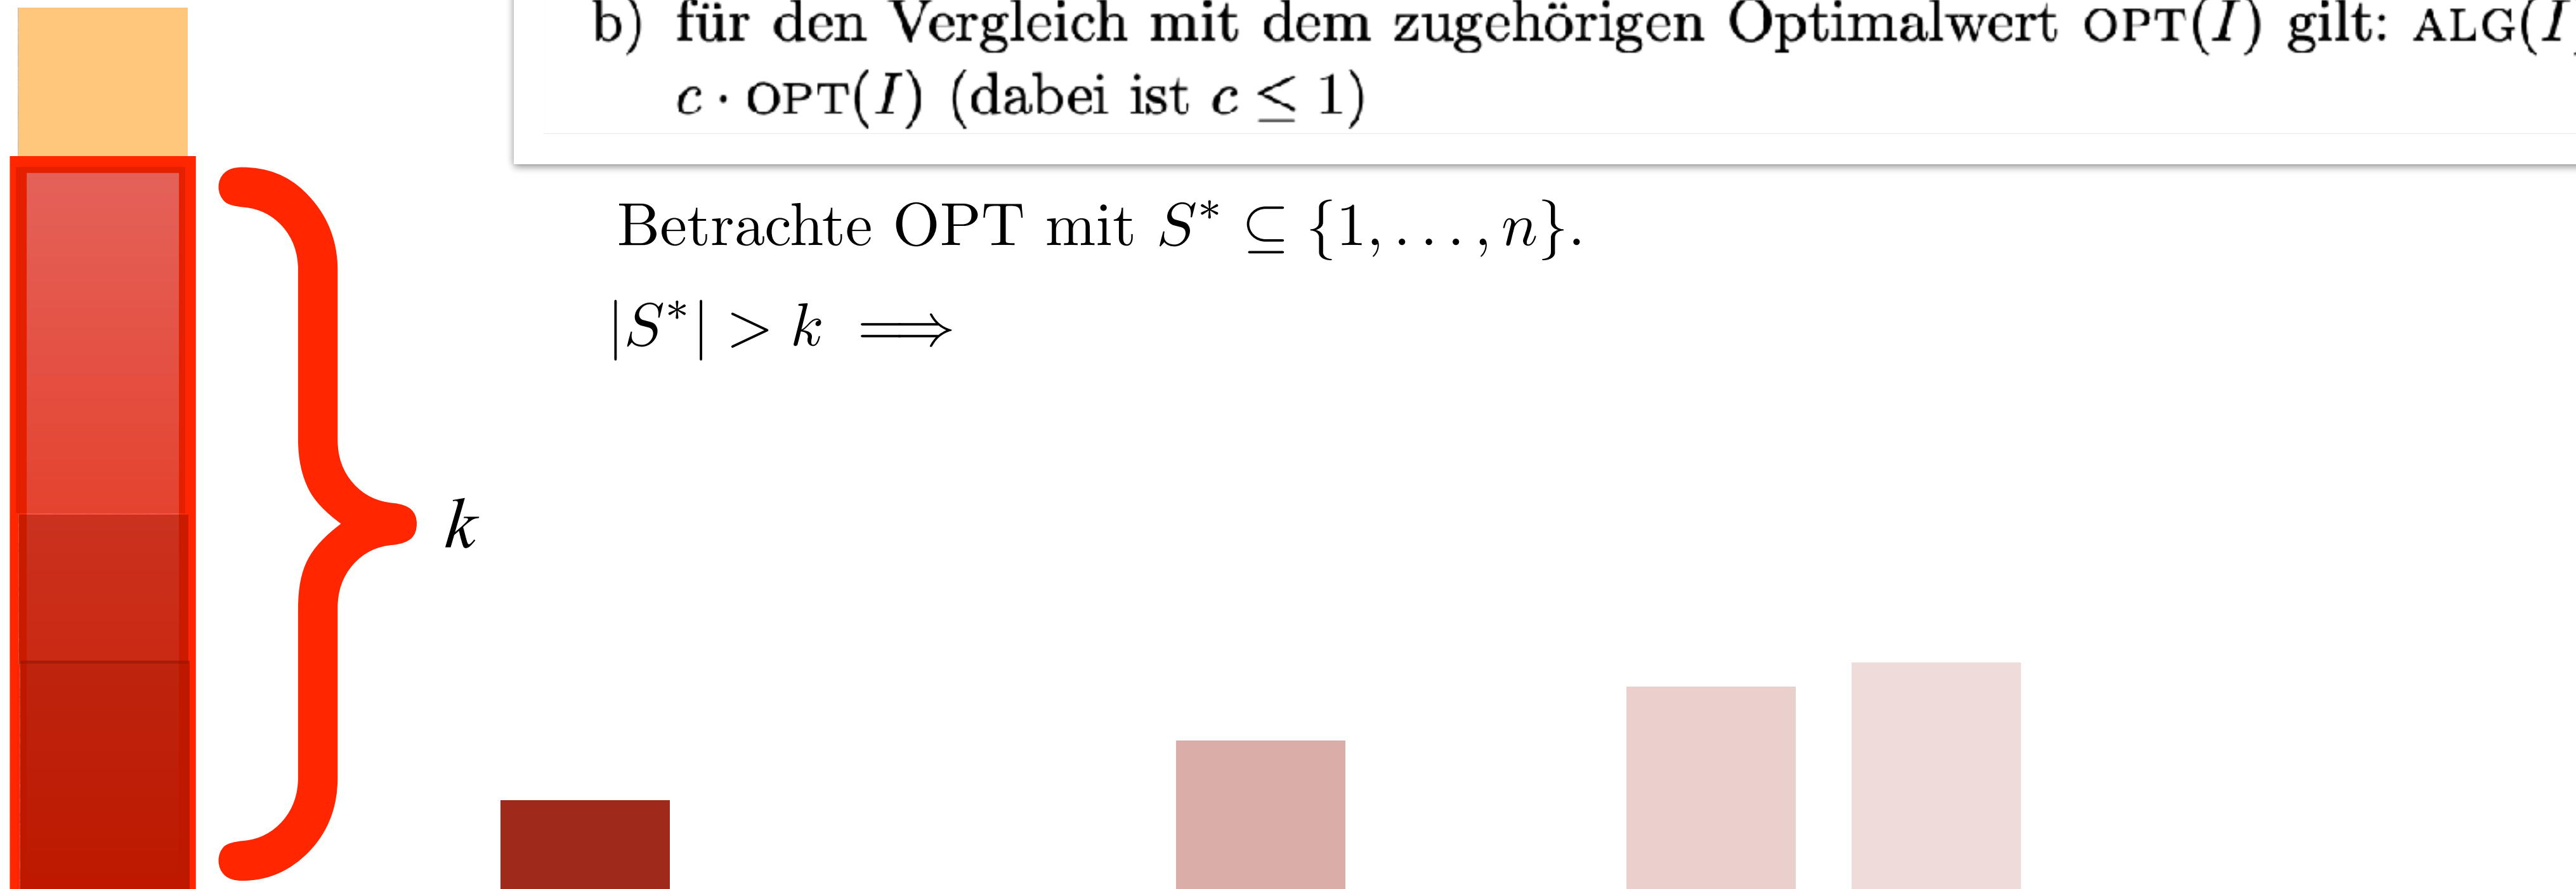 b) für den Vergleich mit dem zugehörigen Optimalwert OPT(I) gilt: ALG(I
c · OPT(I) (dabei ist c ≤ 1)
Betrachte OPT mit S* ⊆ {1, . . . , n}.
|S*| > k ⟹
k